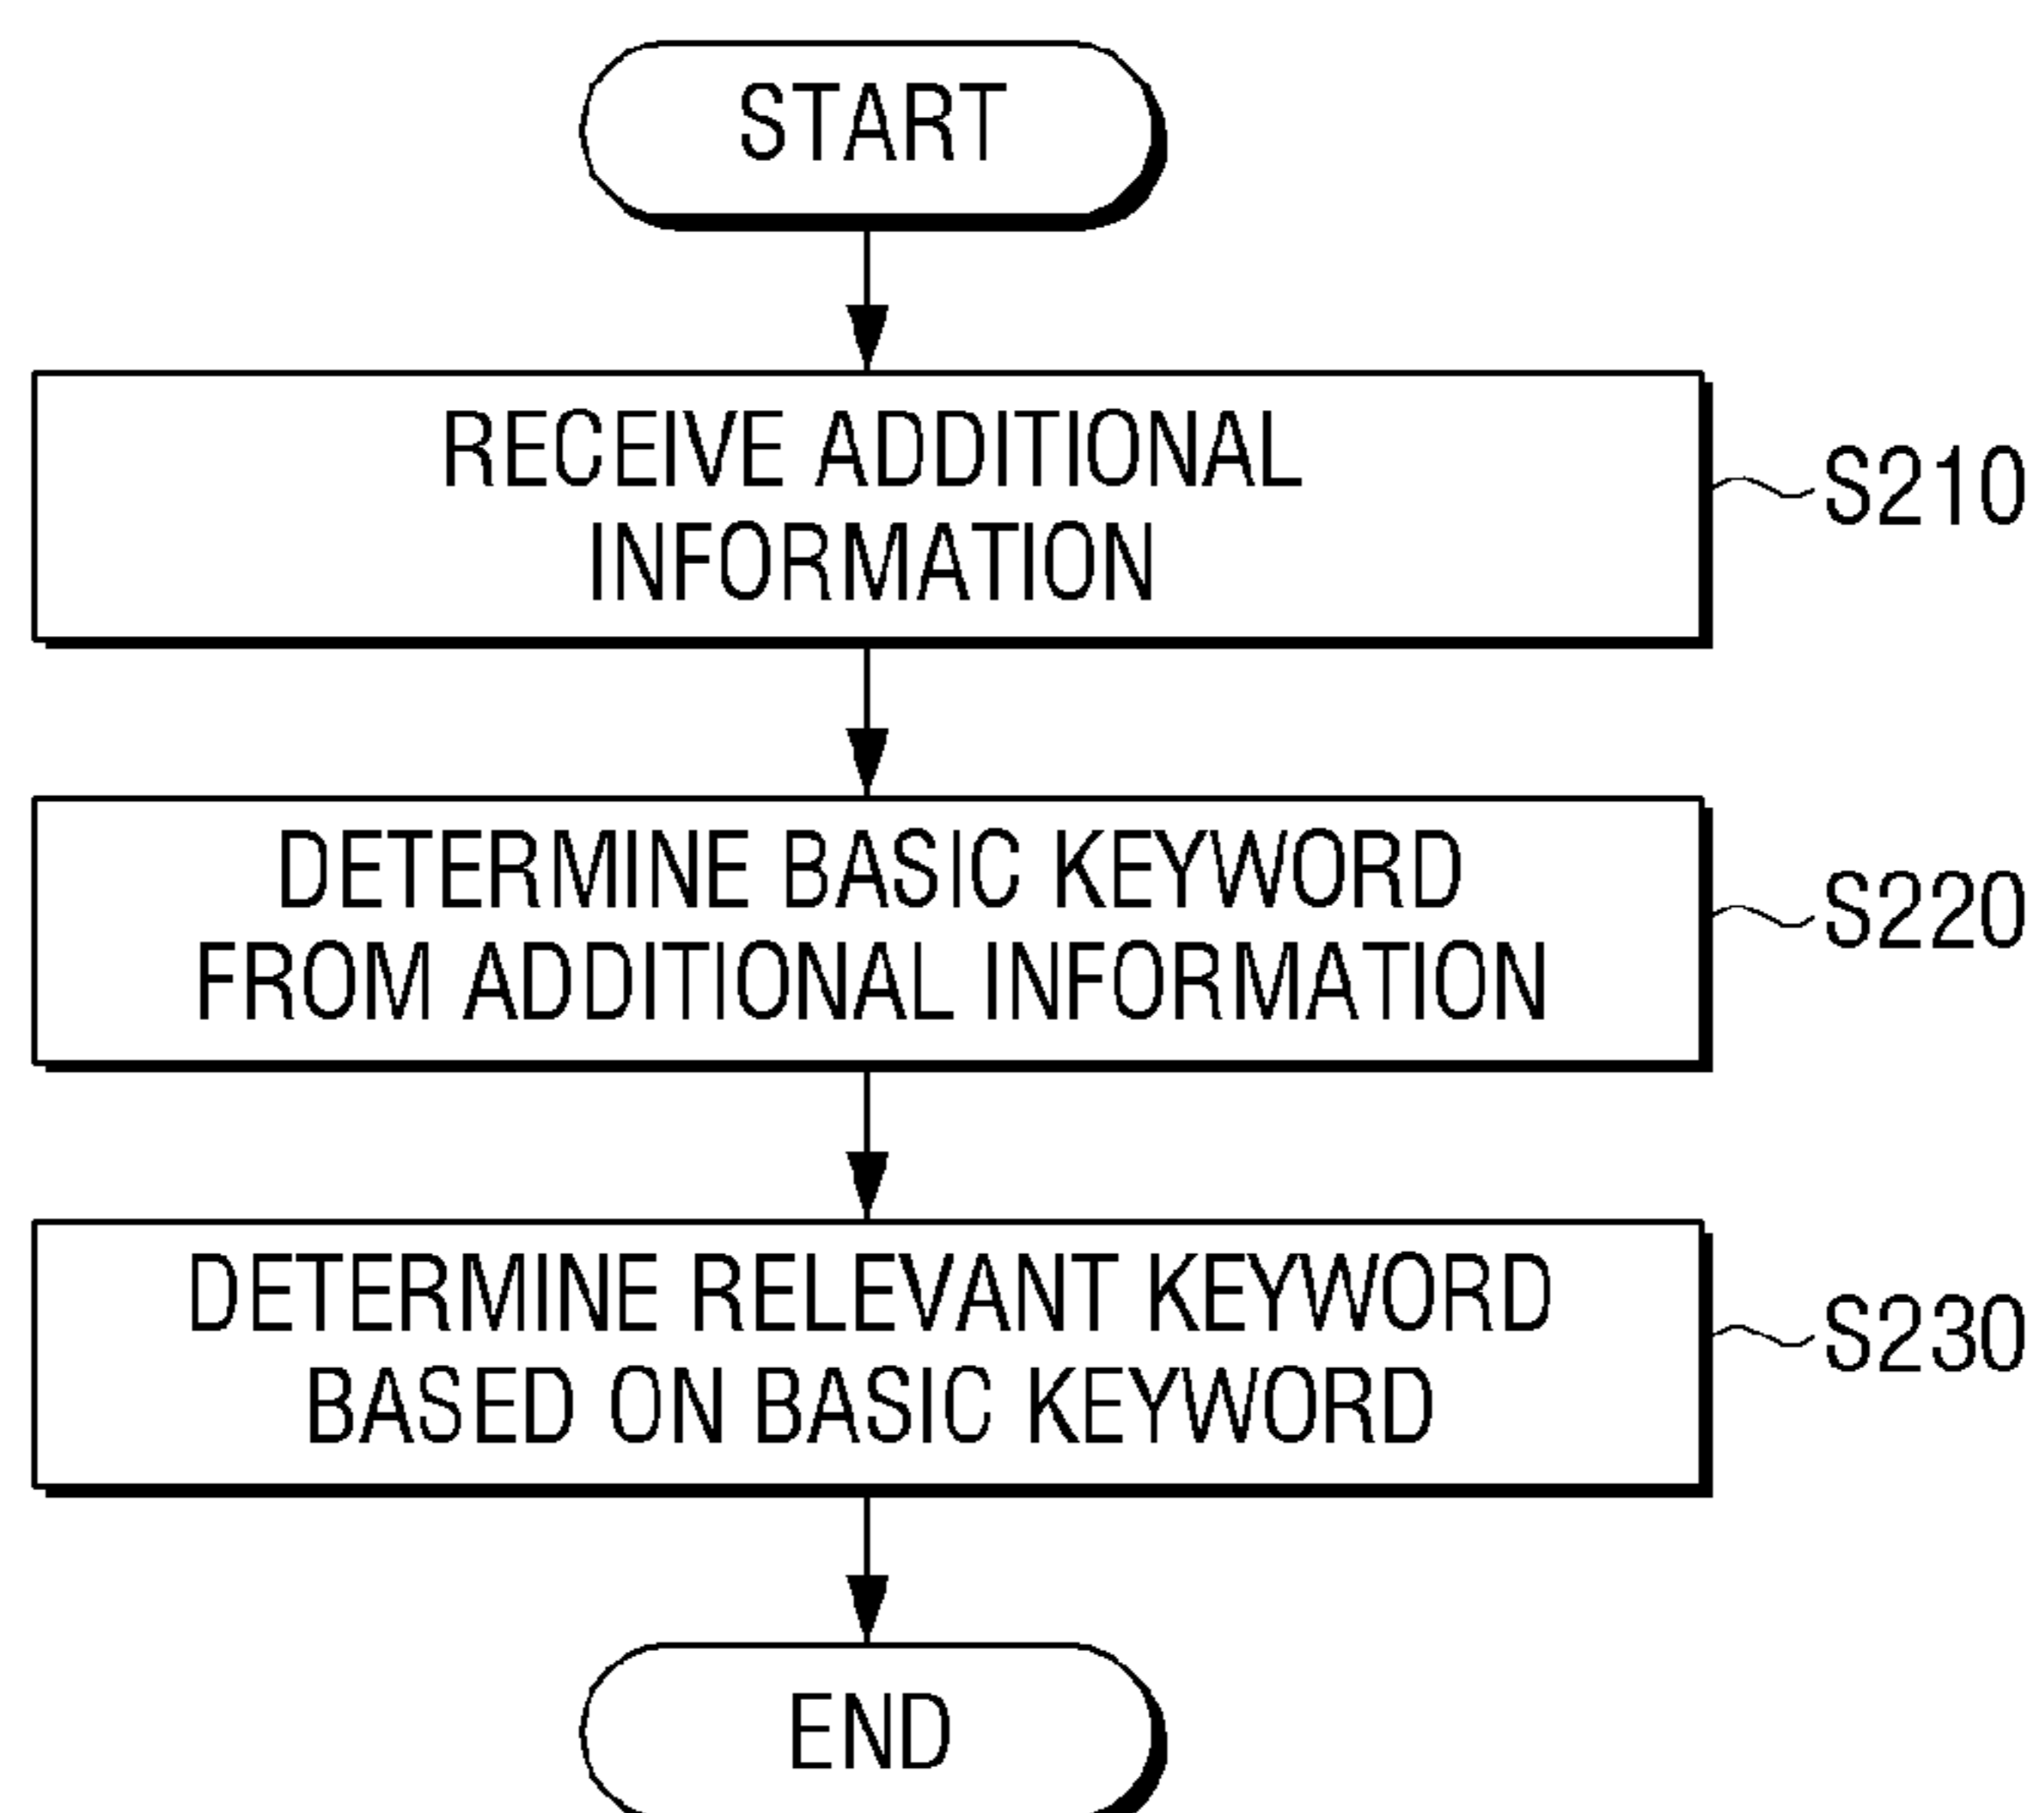 START
RECEIVE ADDITIONAL
INFORMATION
S210
DETERMINE BASIC KEYWORD
FROM ADDITIONAL INFORMATION
S220
DETERMINE RELEVANT KEYWORD
BASED ON BASIC KEYWORD
S230
END